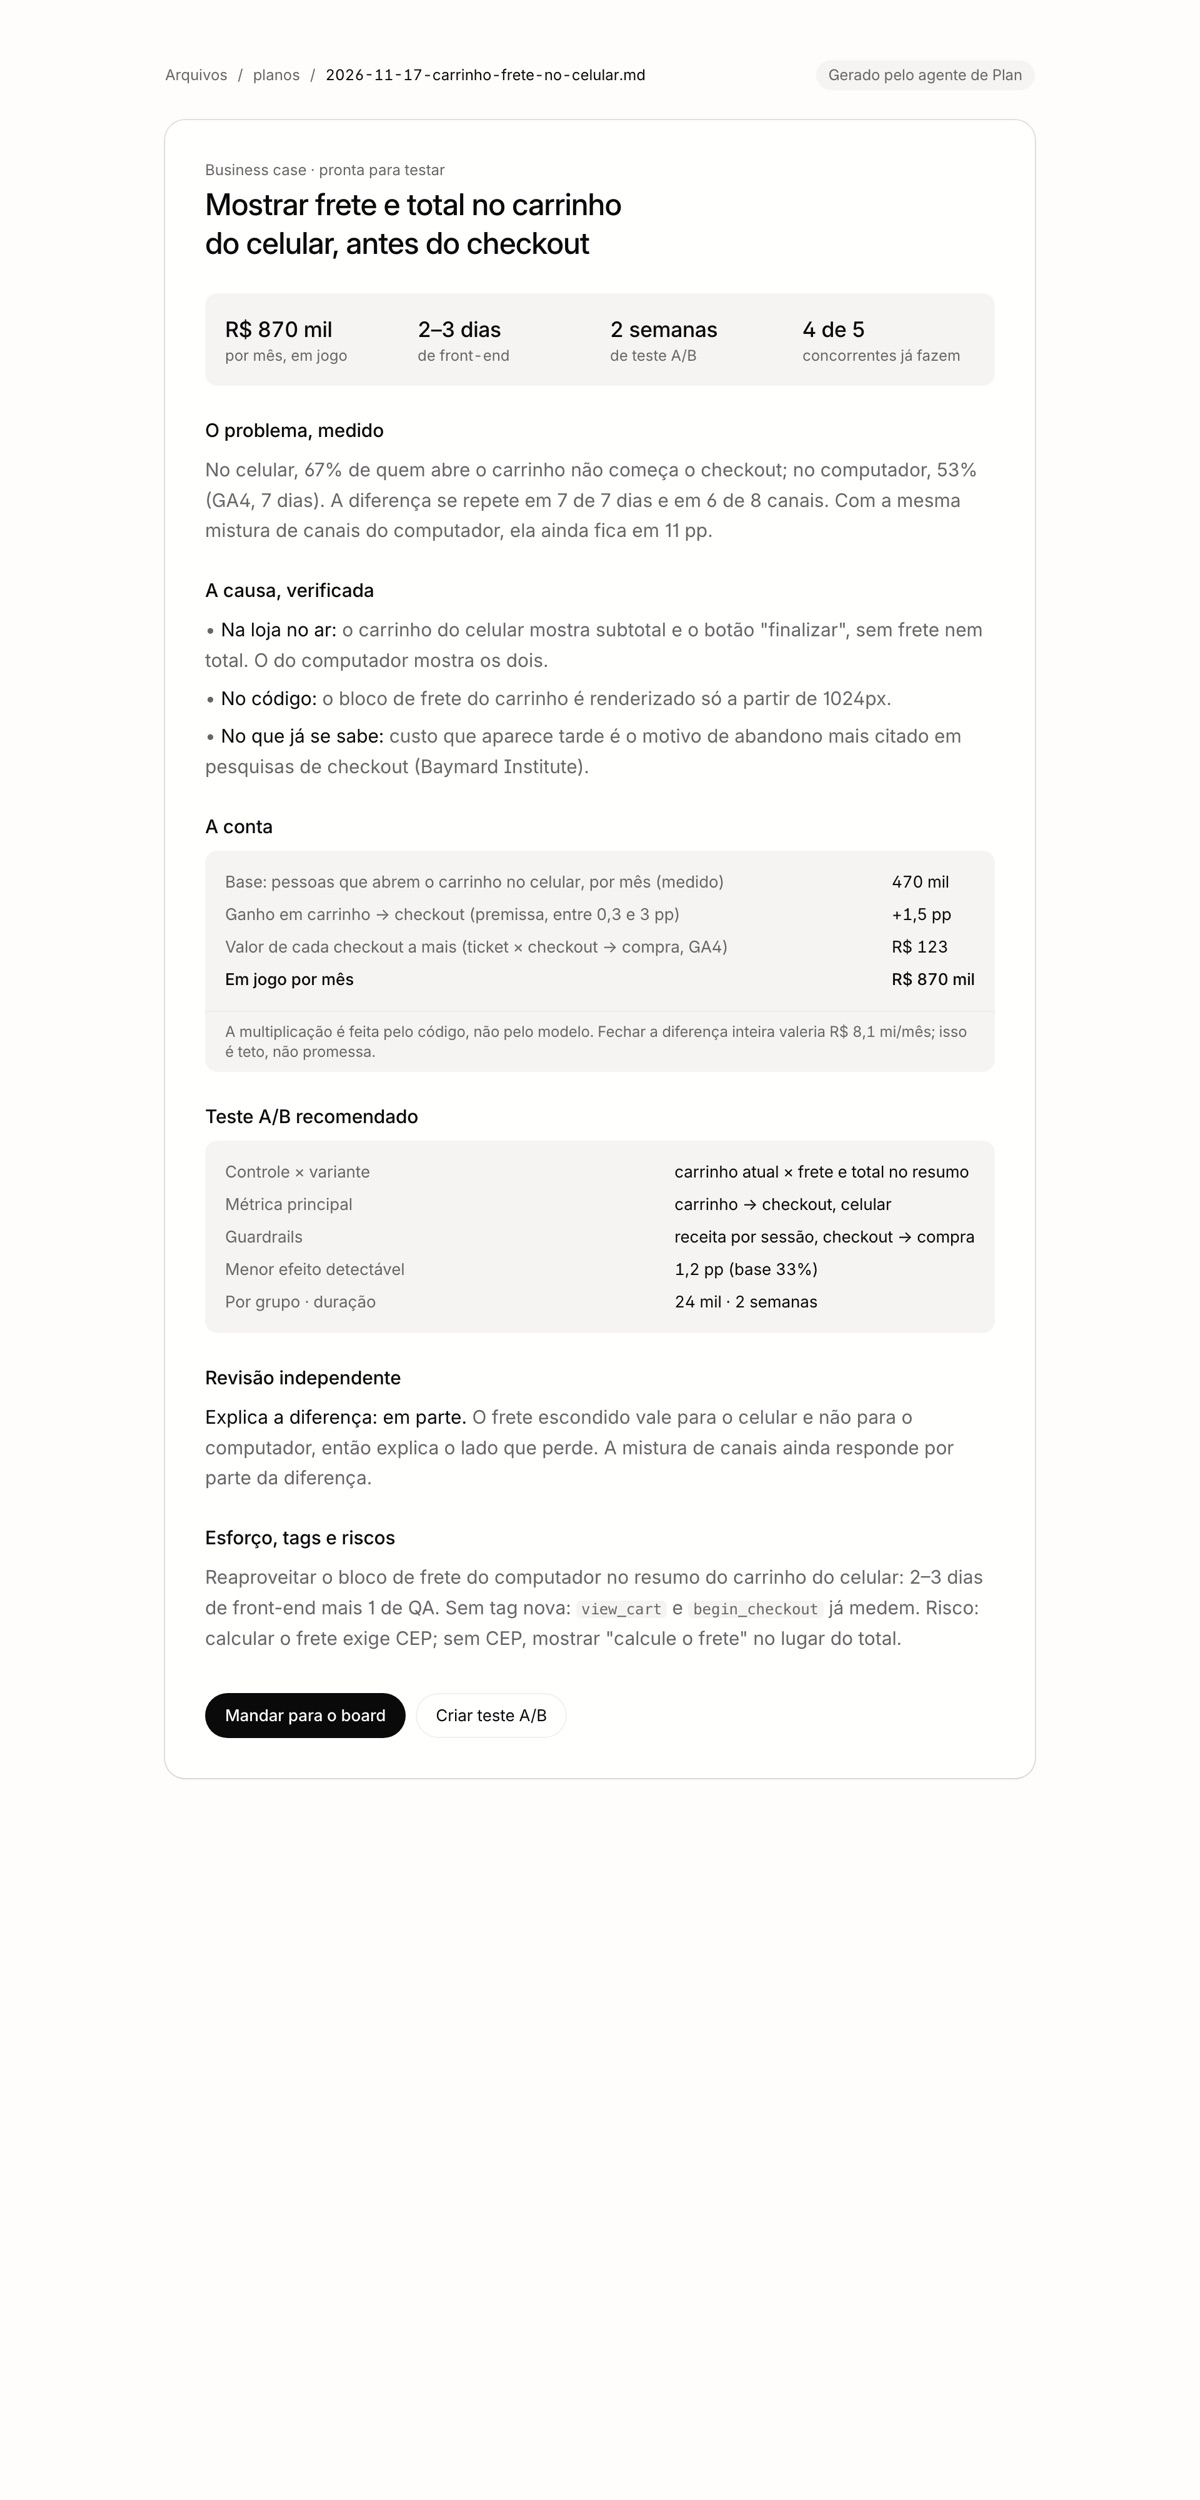 Arquivos / planos / 2026-11-17-carrinho-frete-no-celular.md
Gerado pelo agente de Plan
Business case · pronta para testar
Mostrar frete e total no carrinho
do celular, antes do checkout
R$ 870 mil
por mês, em jogo
2–3 dias
de front-end
2 semanas
de teste A/B
4 de 5
concorrentes já fazem
O problema, medido
No celular, 67% de quem abre o carrinho não começa o checkout; no computador, 53%
(GA4, 7 dias). A diferença se repete em 7 de 7 dias e em 6 de 8 canais. Com a mesma
mistura de canais do computador, ela ainda fica em 11 pp.
A causa, verificada
• Na loja no ar: o carrinho do celular mostra subtotal e o botão "finalizar", sem frete nem
total. O do computador mostra os dois.
• No código: o bloco de frete do carrinho é renderizado só a partir de 1024px.
• No que já se sabe: custo que aparece tarde é o motivo de abandono mais citado em
pesquisas de checkout (Baymard Institute).
A conta
Base: pessoas que abrem o carrinho no celular, por mês (medido) 470 mil
Ganho em carrinho → checkout (premissa, entre 0,3 e 3 pp) +1,5 pp
Valor de cada checkout a mais (ticket × checkout → compra, GA4) R$ 123
Em jogo por mês R$ 870 mil
A multiplicação é feita pelo código, não pelo modelo. Fechar a diferença inteira valeria R$ 8,1 mi/mês; isso
é teto, não promessa.
Teste A/B recomendado
Controle × variante carrinho atual × frete e total no resumo
Métrica principal carrinho → checkout, celular
Guardrails receita por sessão, checkout → compra
Menor efeito detectável 1,2 pp (base 33%)
Por grupo · duração 24 mil · 2 semanas
Revisão independente
Explica a diferença: em parte. O frete escondido vale para o celular e não para o
computador, então explica o lado que perde. A mistura de canais ainda responde por
parte da diferença.
Esforço, tags e riscos
Reaproveitar o bloco de frete do computador no resumo do carrinho do celular: 2–3 dias
de front-end mais 1 de QA. Sem tag nova: view_cart e begin_checkout já medem. Risco:
calcular o frete exige CEP; sem CEP, mostrar "calcule o frete" no lugar do total.
Mandar para o board
Criar teste A/B